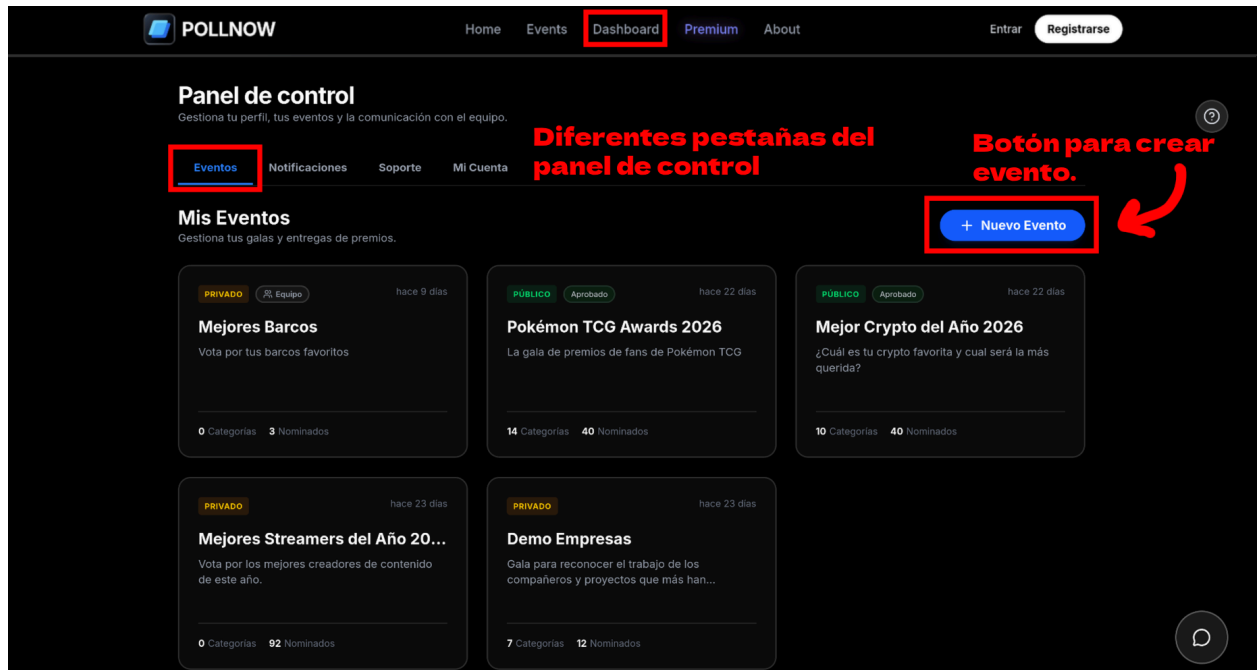 POLLNOW
Home Events Dashboard Premium About
Entrar Registrarse
Panel de control
Gestiona tu perfil, tus eventos y la comunicación con el equipo.
Diferentes pestañas del
panel de control
Botón para crear
evento.
Eventos Notificaciones Soporte Mi Cuenta
Mis Eventos
Gestiona tus galas y entregas de premios.
+ Nuevo Evento
PRIVADO Equipo hace 9 días
Mejores Barcos
Vota por tus barcos favoritos
0 Categorías 3 Nominados
PÚBLICO Aprobado hace 22 días
Pokémon TCG Awards 2026
La gala de premios de fans de Pokémon TCG
14 Categorías 40 Nominados
PÚBLICO Aprobado hace 22 días
Mejor Crypto del Año 2026
¿Cuál es tu crypto favorita y cual será la más
querida?
10 Categorías 40 Nominados
PRIVADO hace 23 días
Mejores Streamers del Año 20...
Vota por los mejores creadores de contenido
de este año.
0 Categorías 92 Nominados
PRIVADO hace 23 días
Demo Empresas
Gala para reconocer el trabajo de los
compañeros y proyectos que más han...
7 Categorías 12 Nominados